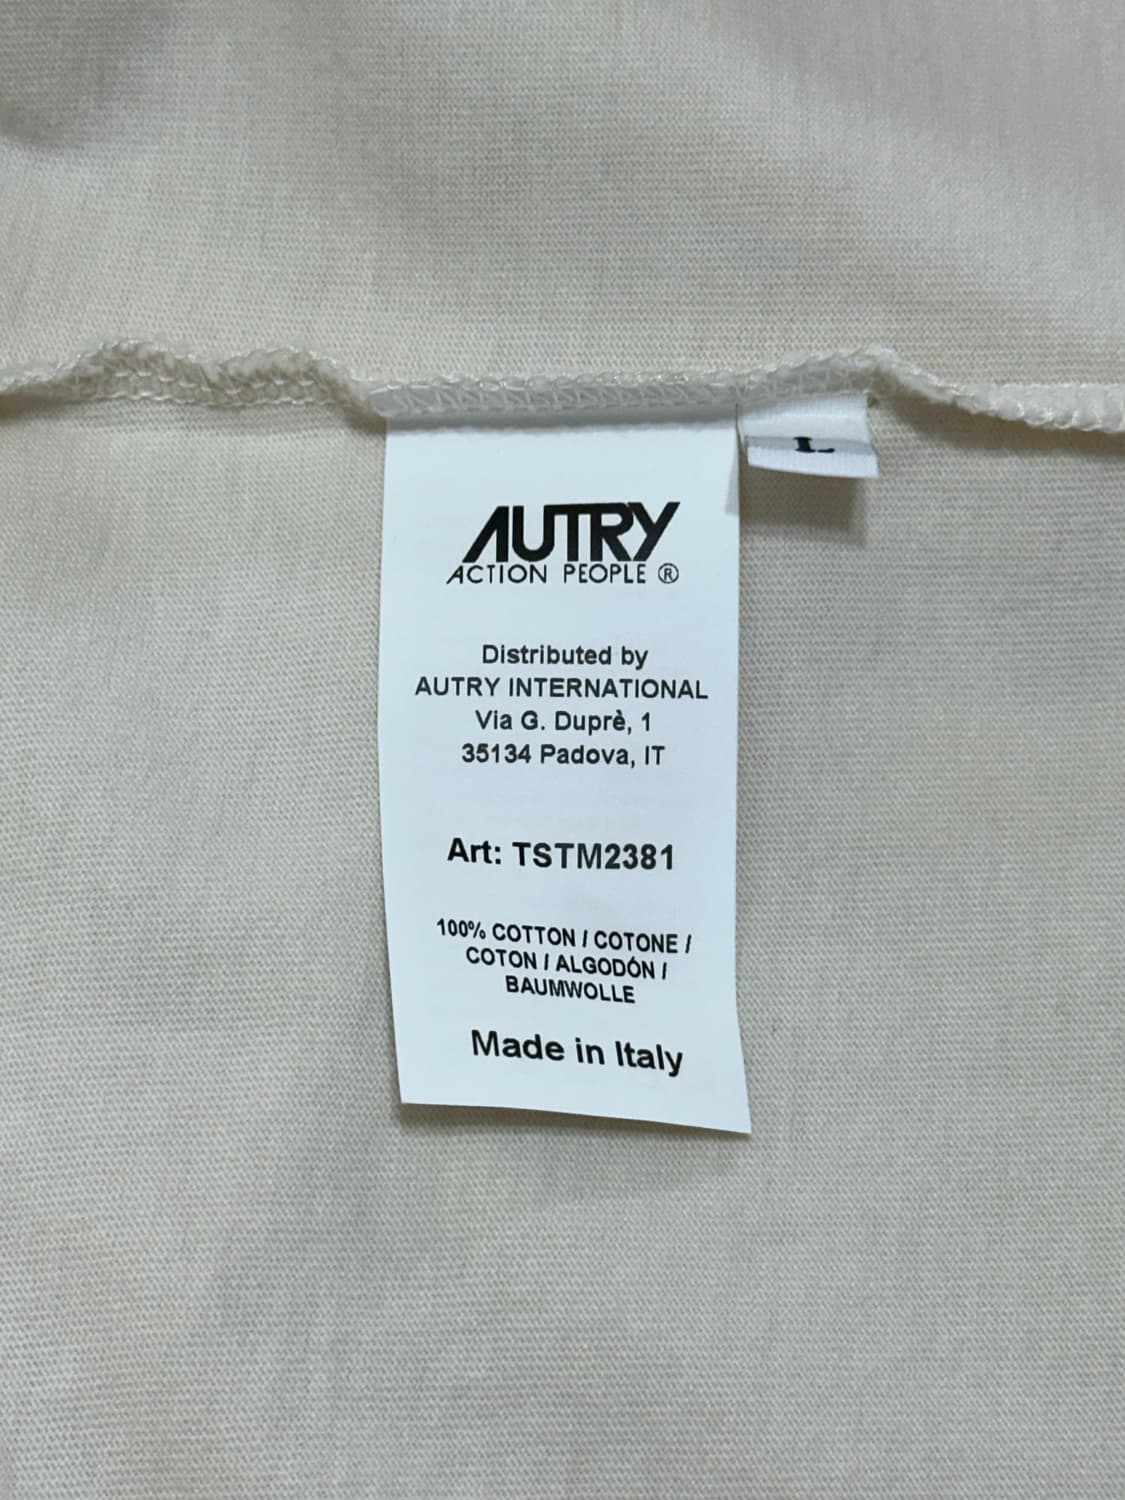 L
AUTRY
ACTION PEOPLE ®
Distributed by
AUTRY INTERNATIONAL
Via G. Duprè, 1
35134 Padova, IT
Art: TSTM2381
100% COTTON / COTONE /
COTON / ALGODÓN /
BAUMWOLLE
Made in Italy